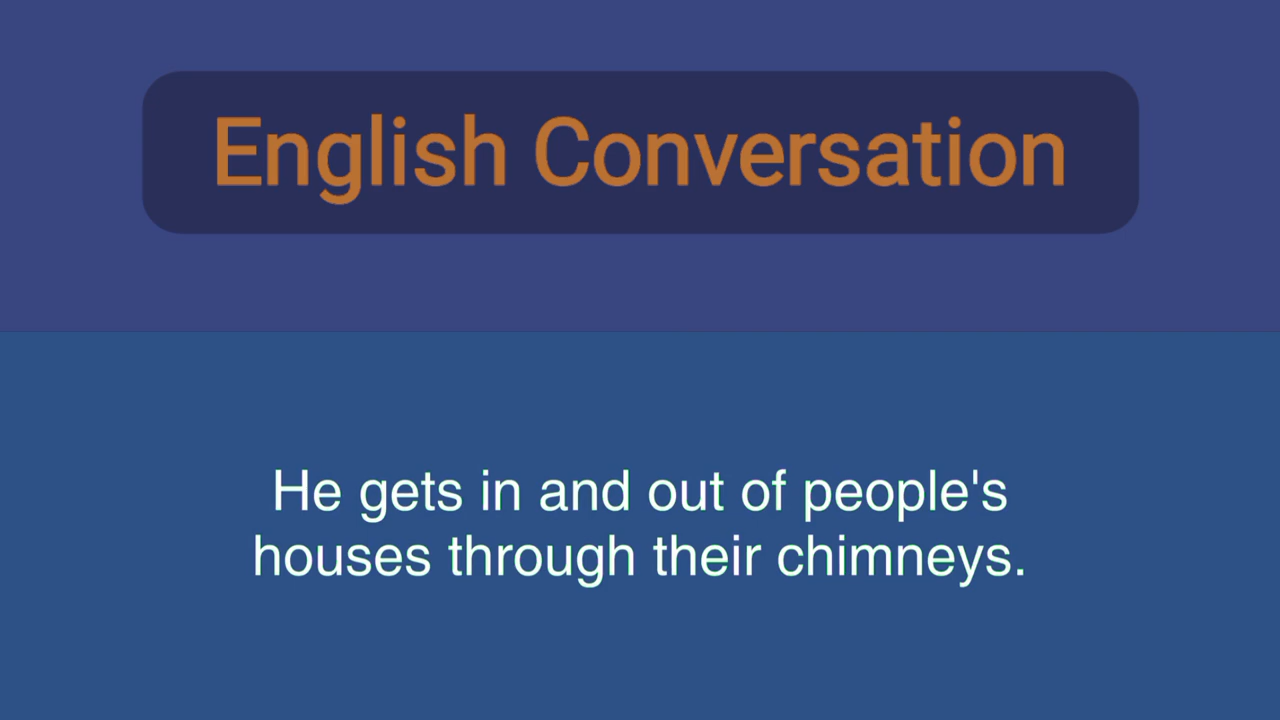 English Conversation
He gets in and out of people's
houses through their chimneys.